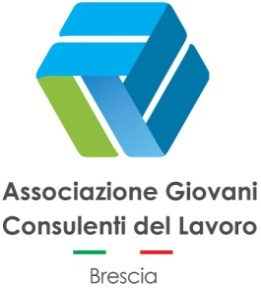 Associazione Giovani
Consulenti del Lavoro
Brescia